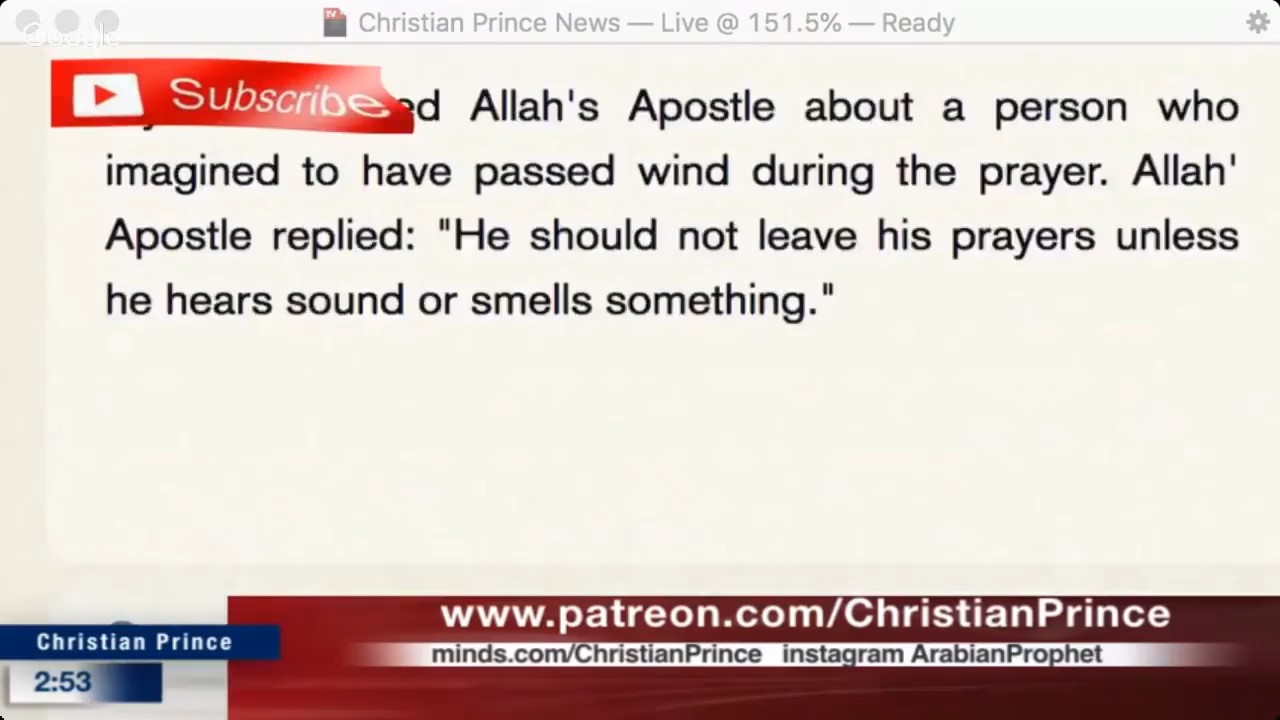 Christian Prince News — Live @ 151.5% — Ready
Google
Subscribe
ed Allah's Apostle about a person who
imagined to have passed wind during the prayer. Allah'
Apostle replied: "He should not leave his prayers unless
he hears sound or smells something."
www.patreon.com/ChristianPrince
Christian Prince
minds.com/ChristianPrince instagram ArabianProphet
2:53